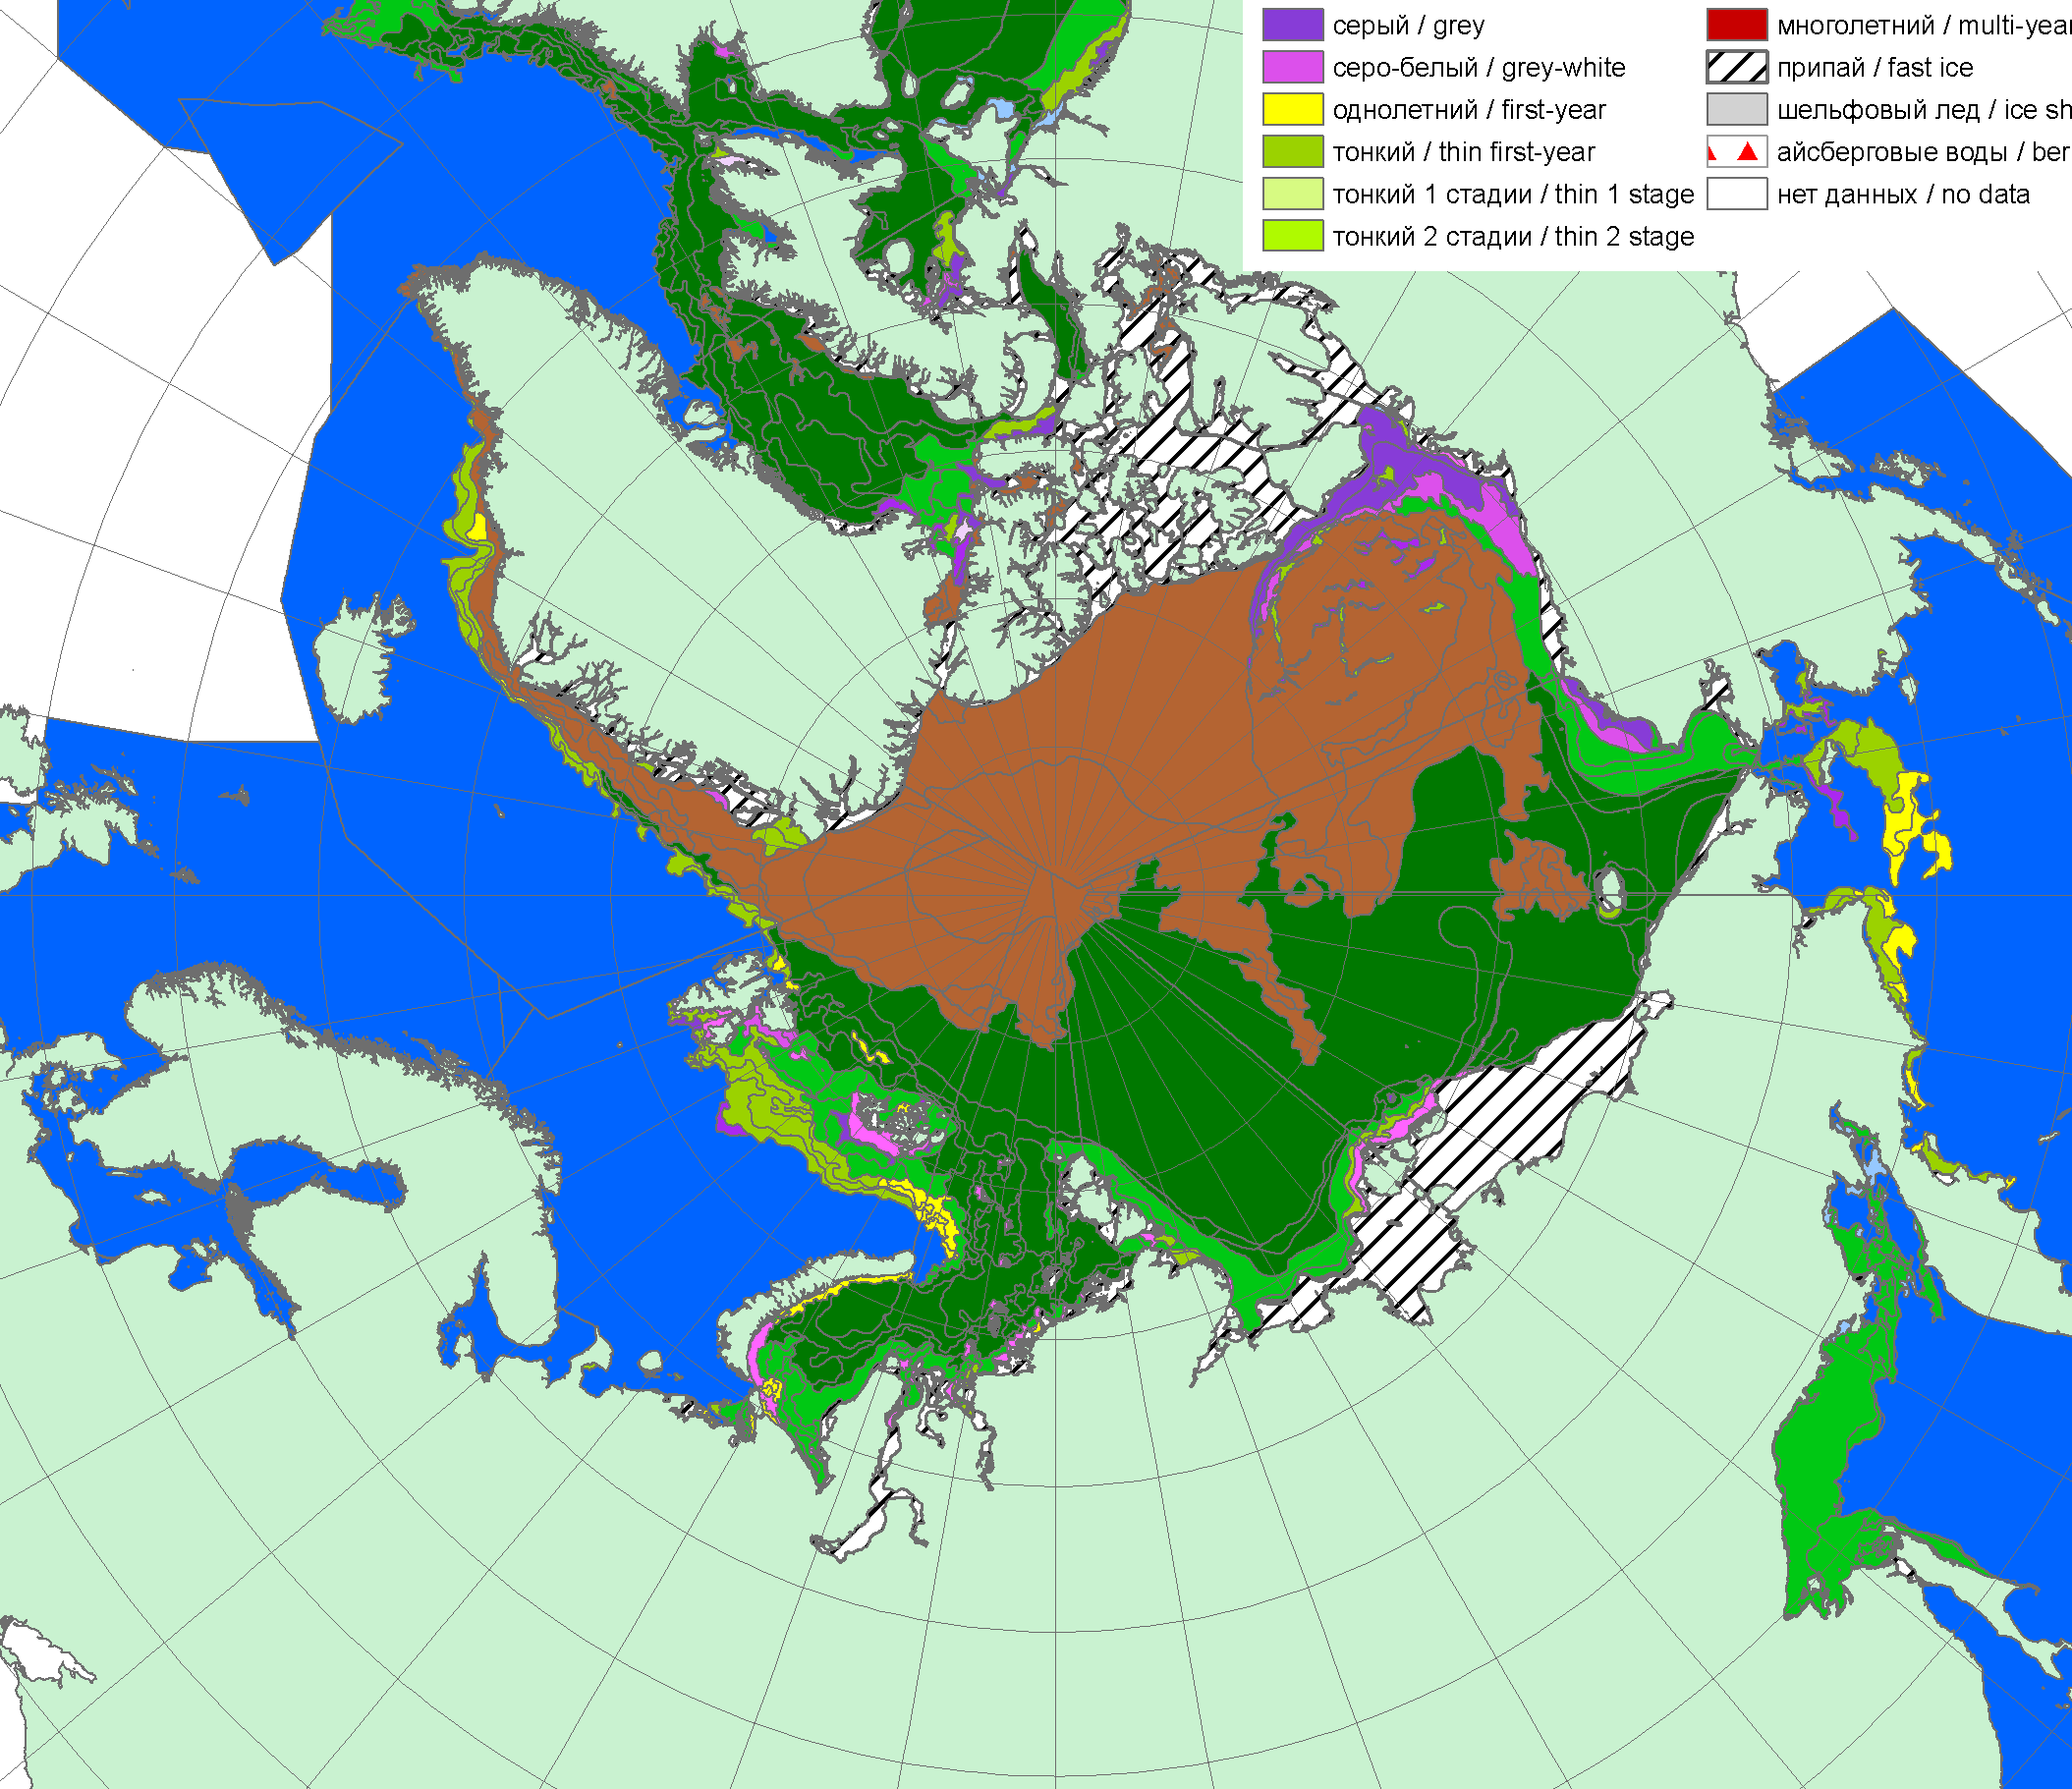 серый / grey
серо-белый / grey-white
однолетний / first-year
тонкий / thin first-year
тонкий 1 стадии / thin 1 stage
тонкий 2 стадии / thin 2 stage
многолетний / multi-yea
припай / fast ice
шельфовый лед / ice sh
айсберговые воды / ber
нет данных / no data